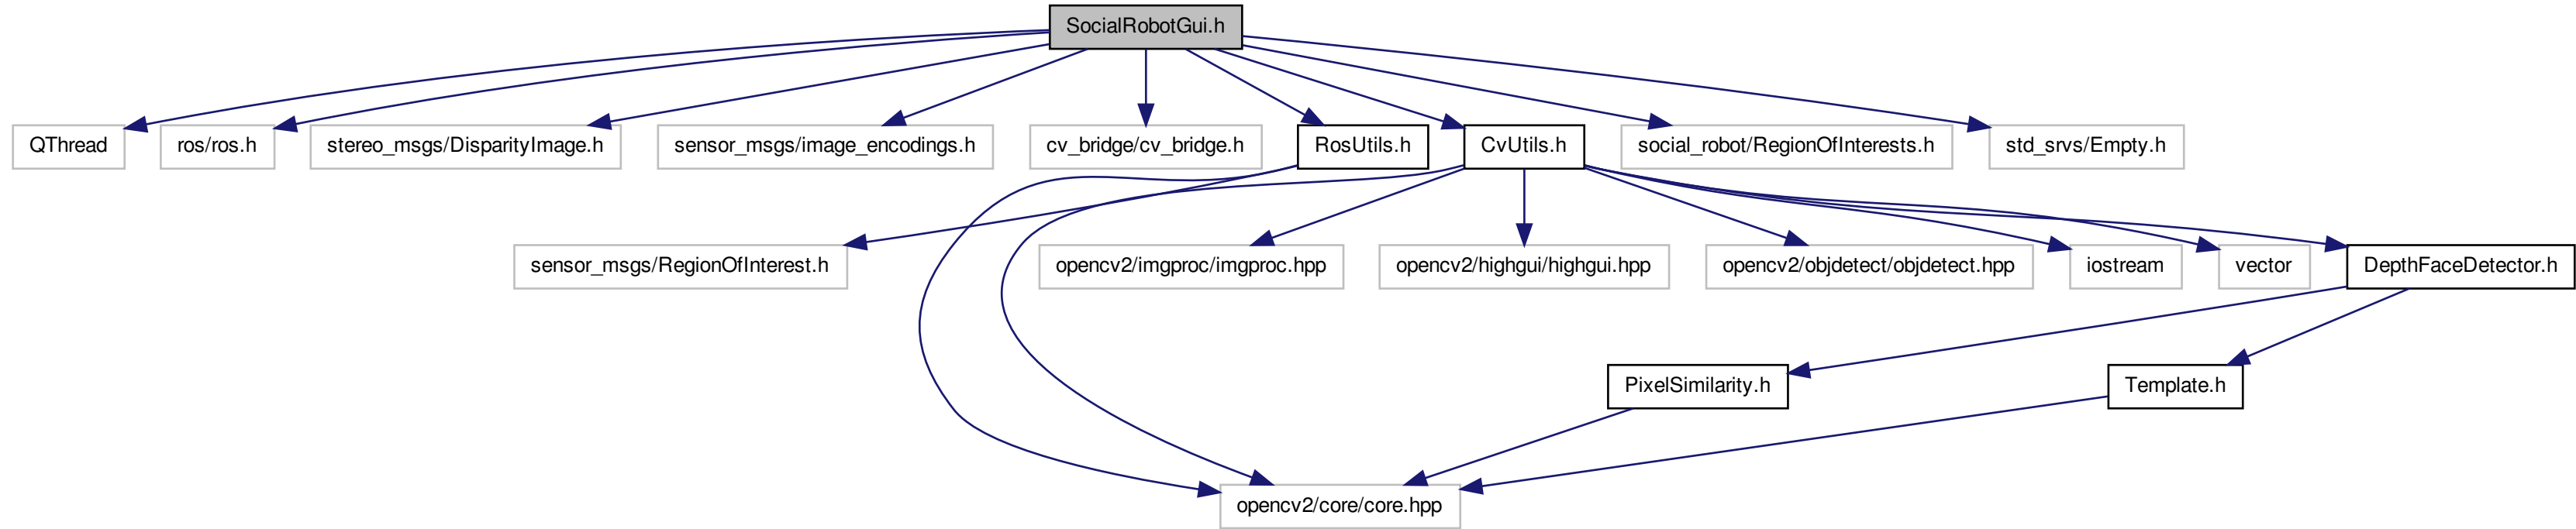 SocialRobotGui.h
QThread
ros/ros.h
stereo_msgs/DisparityImage.h
sensor_msgs/image_encodings.h
cv_bridge/cv_bridge.h
RosUtils.h
CvUtils.h
social_robot/RegionOfInterests.h
std_srvs/Empty.h
sensor_msgs/RegionOfInterest.h
opencv2/imgproc/imgproc.hpp
opencv2/highgui/highgui.hpp
opencv2/objdetect/objdetect.hpp
iostream
vector
DepthFaceDetector.h
PixelSimilarity.h
Template.h
opencv2/core/core.hpp